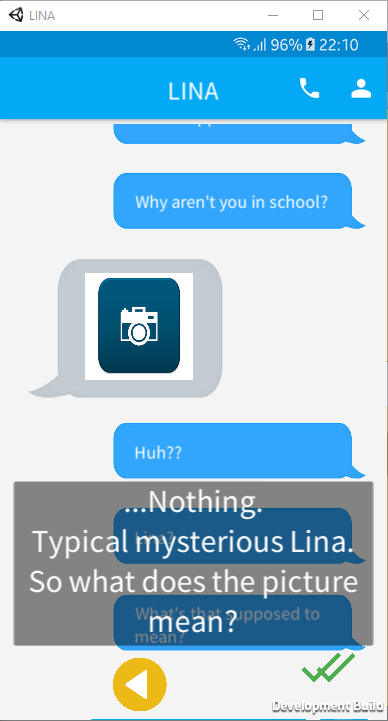 LINA
96% 22:10
LINA
Why aren't you in school?
Huh??
...Nothing.
Typical mysterious Lina.
So what does the picture
mean?
What's that supposed to
mean?
Development Build